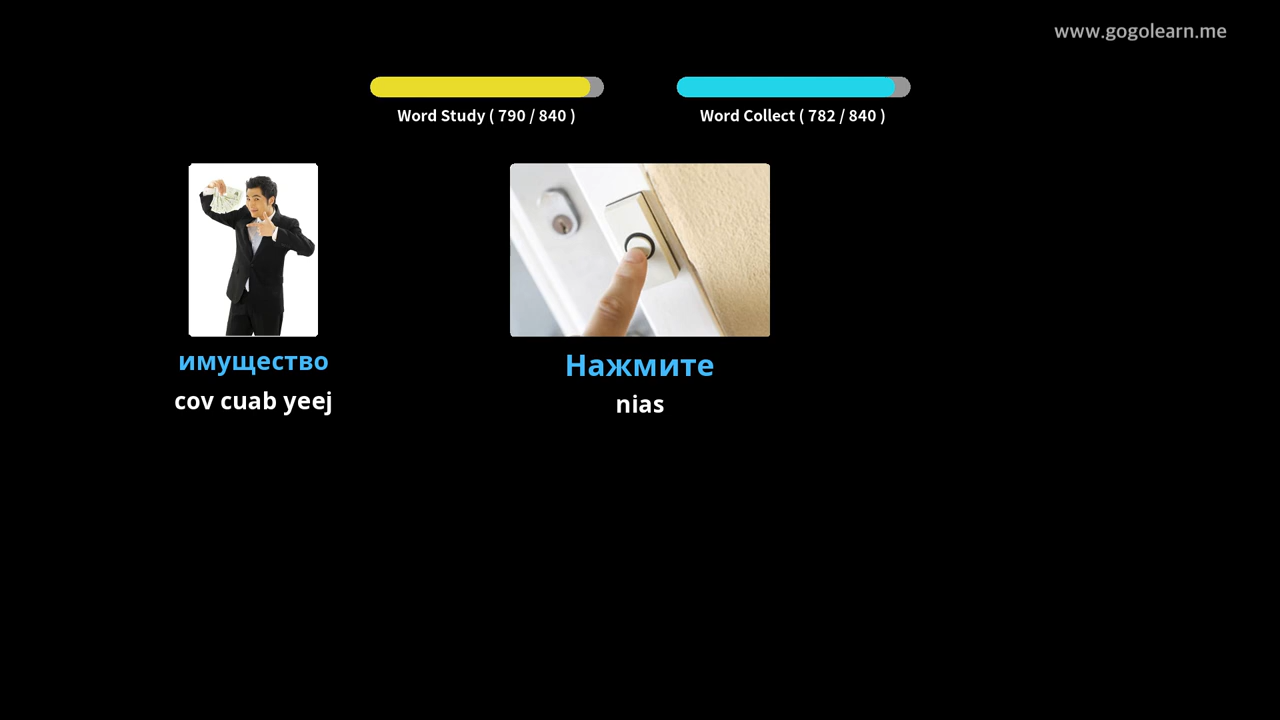 www.gogolearn.me
Word Study ( 790 / 840 )
Word Collect ( 782 / 840 )
имущество
cov cuab yeej
Нажмите
nias